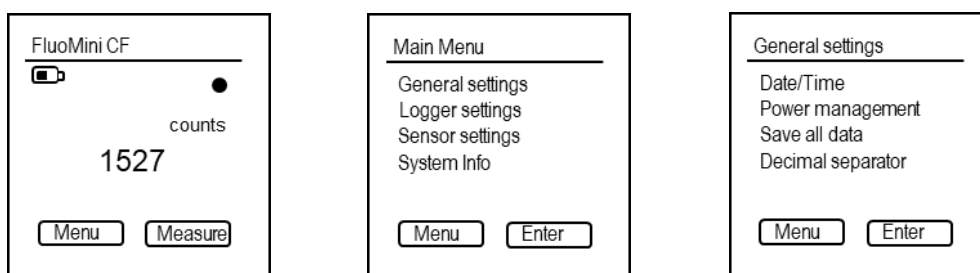 FluoMini CF
counts
1527
Menu Measure
Main Menu
General settings
Logger settings
Sensor settings
System Info
Menu Enter
General settings
Date/Time
Power management
Save all data
Decimal separator
Menu Enter